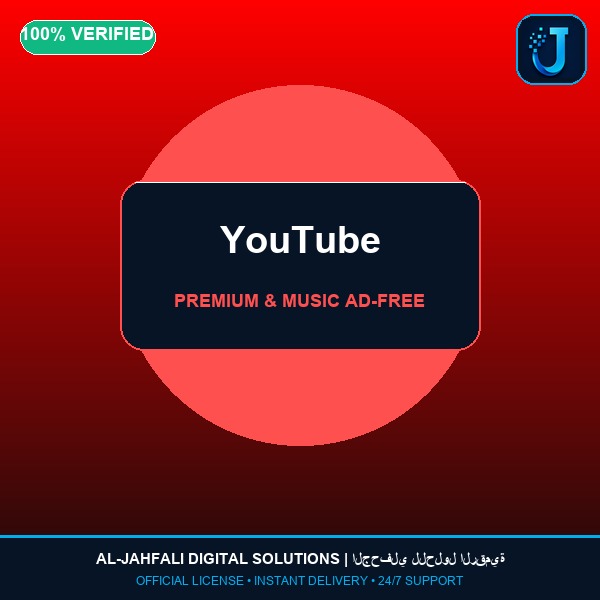 100% VERIFIED
J
YouTube
PREMIUM & MUSIC AD-FREE
AL-JAHFALI DIGITAL SOLUTIONS | الجحفلي للحلول الرقمية
OFFICIAL LICENSE • INSTANT DELIVERY • 24/7 SUPPORT